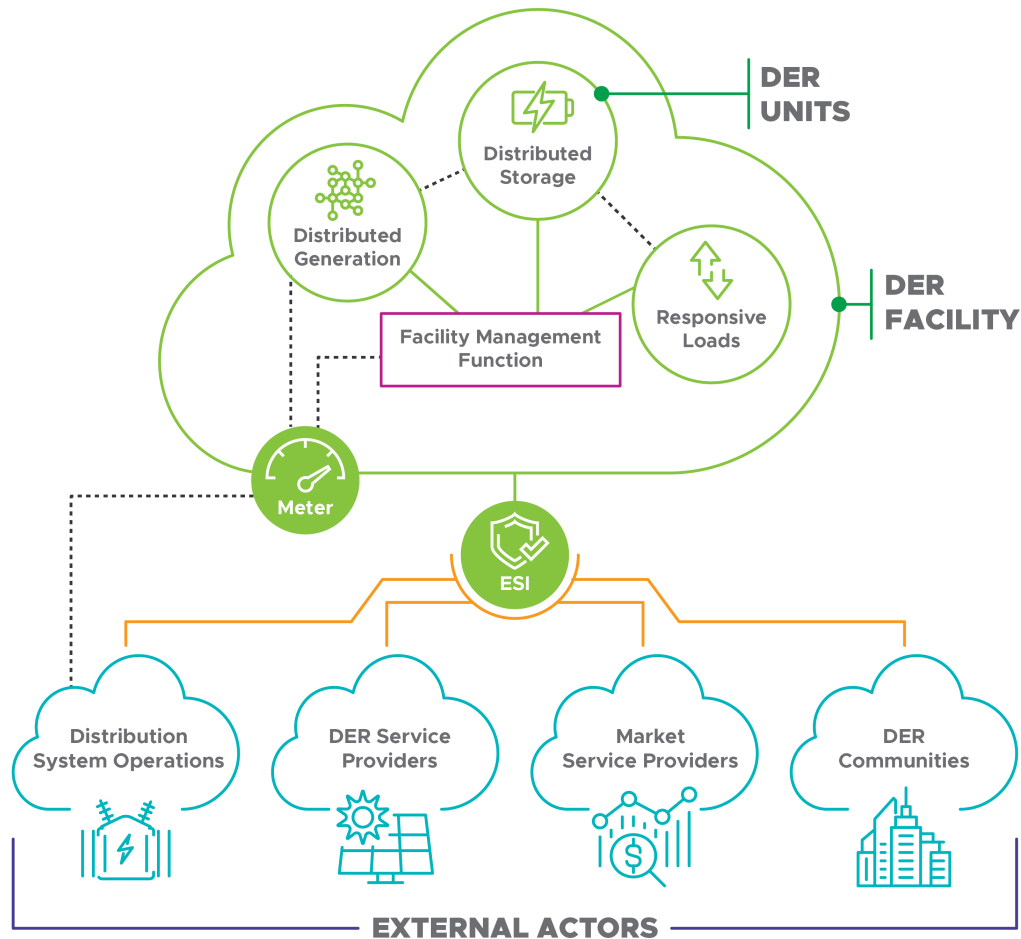 DER
UNITS
Distributed
Storage
Distributed
Generation
DER
FACILITY
Responsive
Loads
Facility Management
Function
Meter
ESI
Distribution
System Operations
DER Service
Providers
Market
Service Providers
DER
Communities
$
EXTERNAL ACTORS